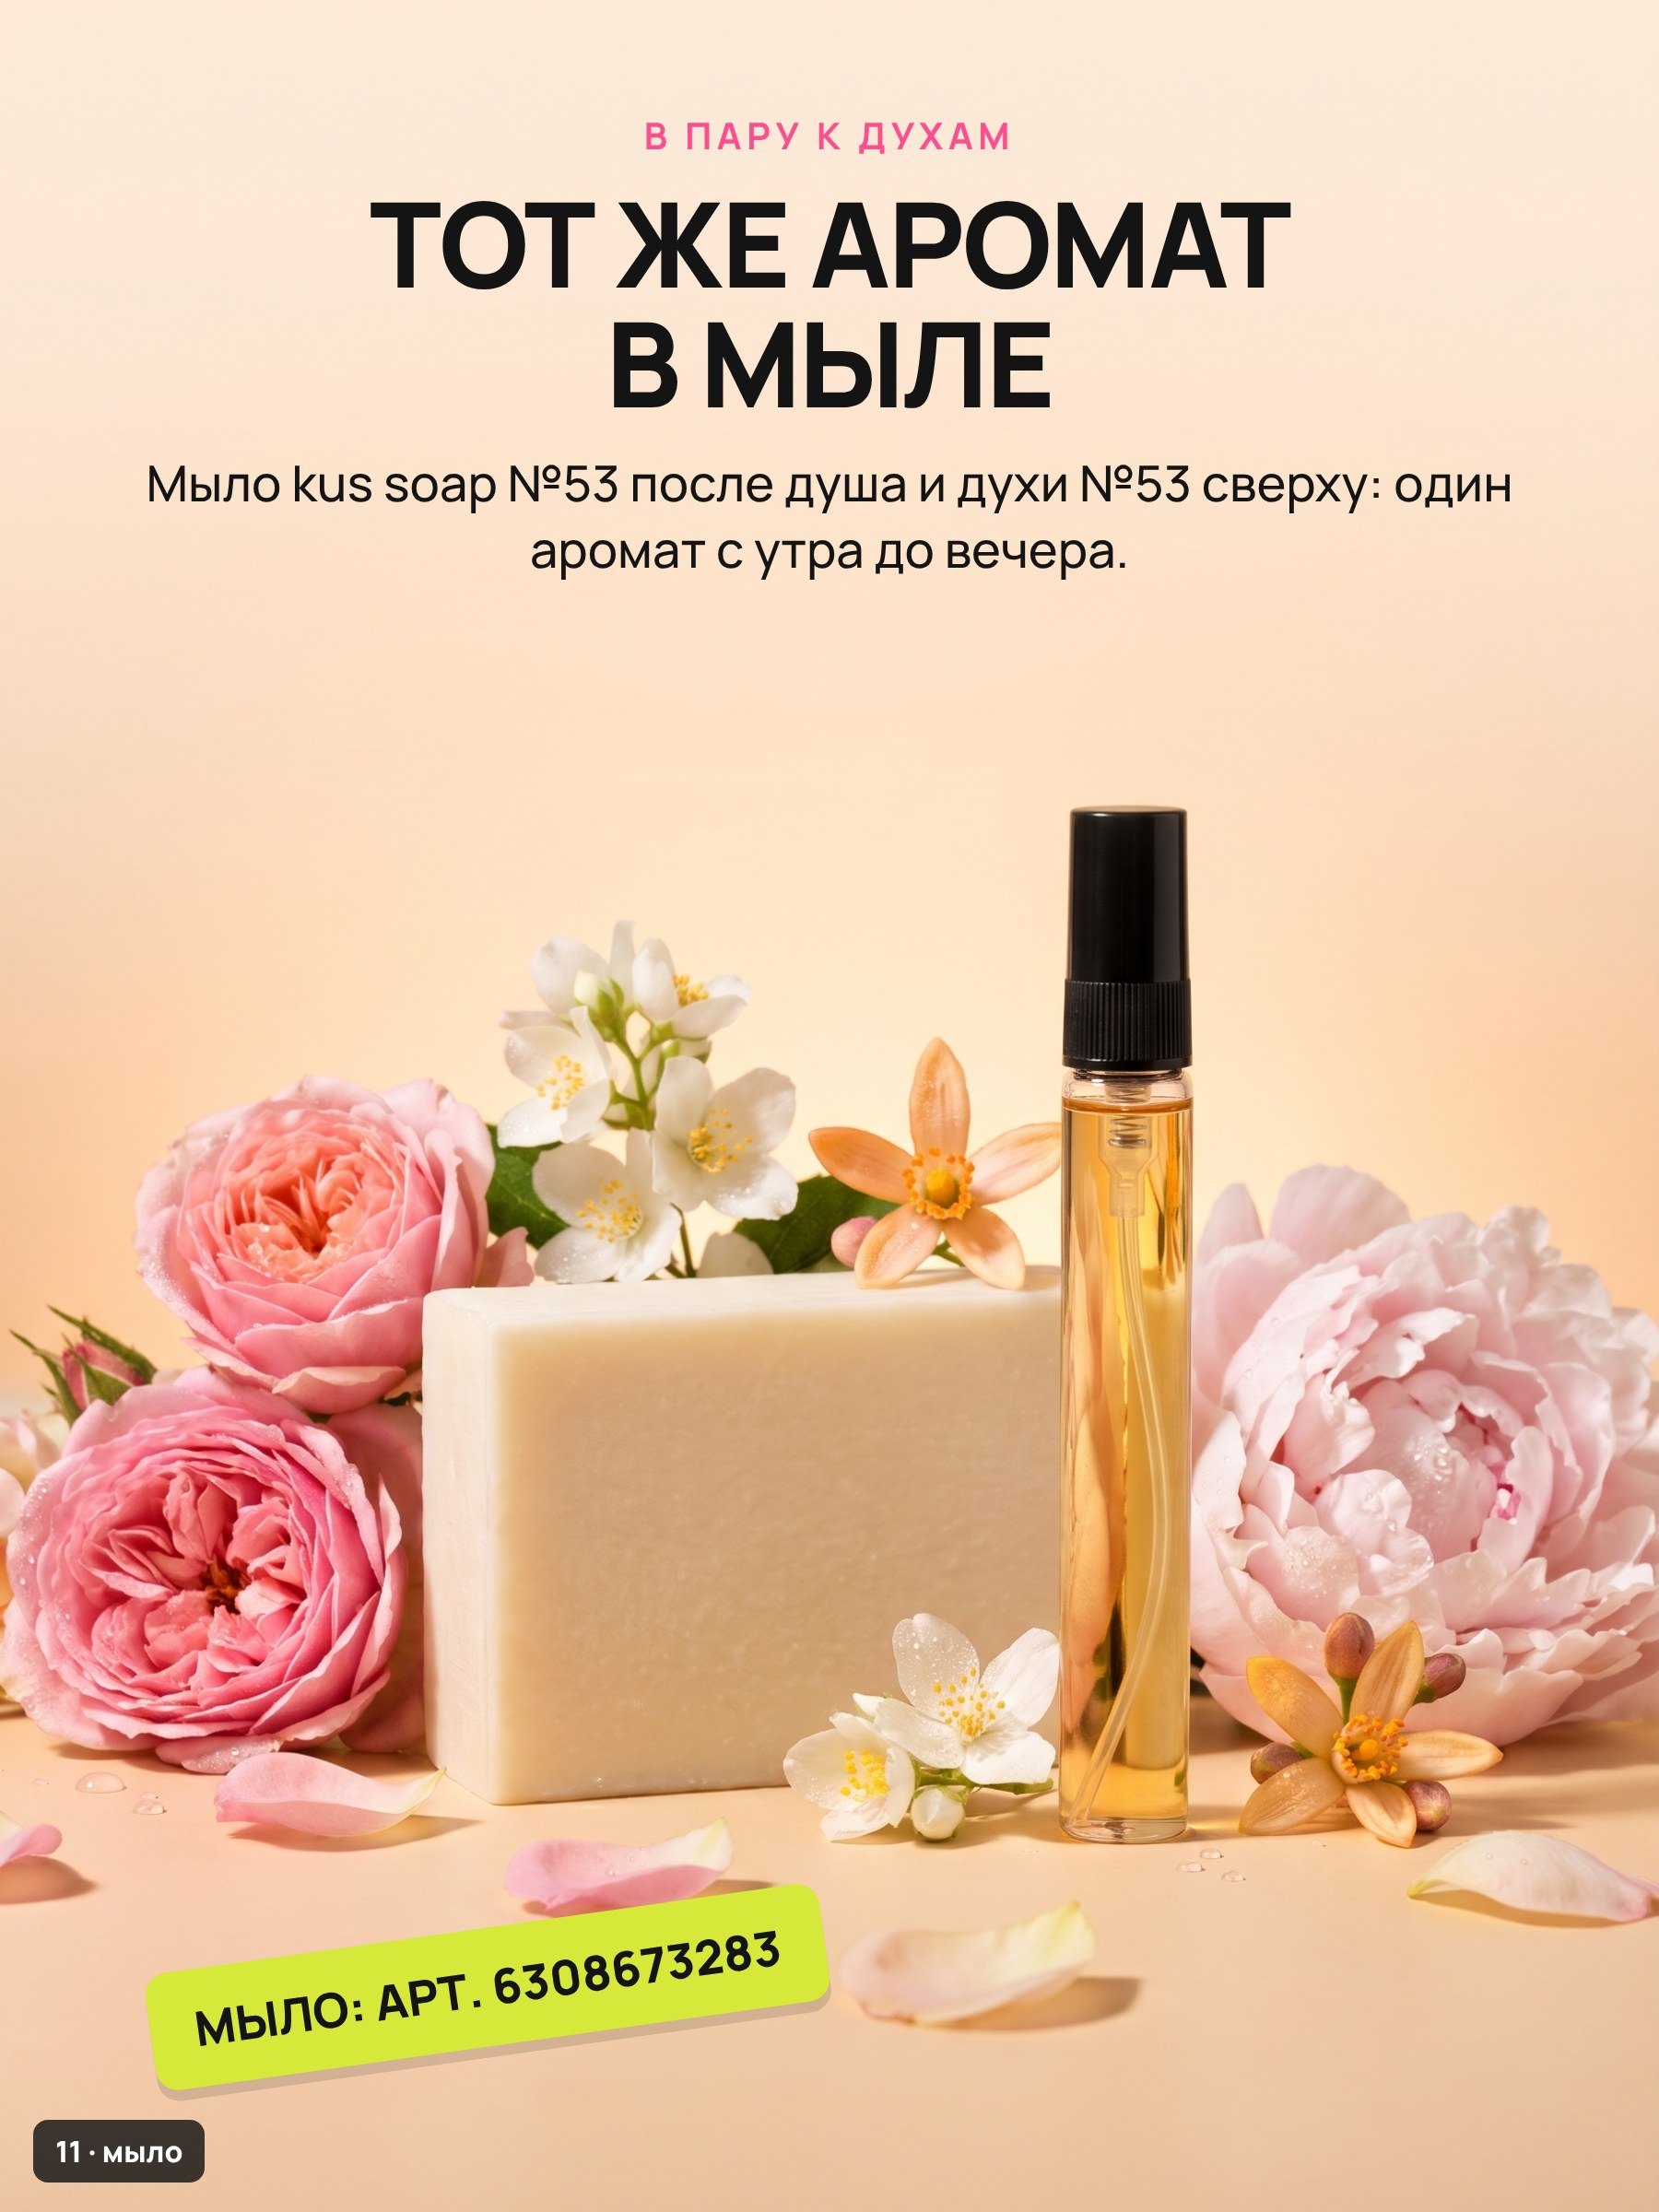 В ПАРУ К ДУХАМ
ТОТ ЖЕ АРОМАТ
В МЫЛЕ
Мыло kus soap №53 после душа и духи №53 сверху: один
аромат с утра до вечера.
МЫЛО: АРТ. 6308673283
11 · мыло